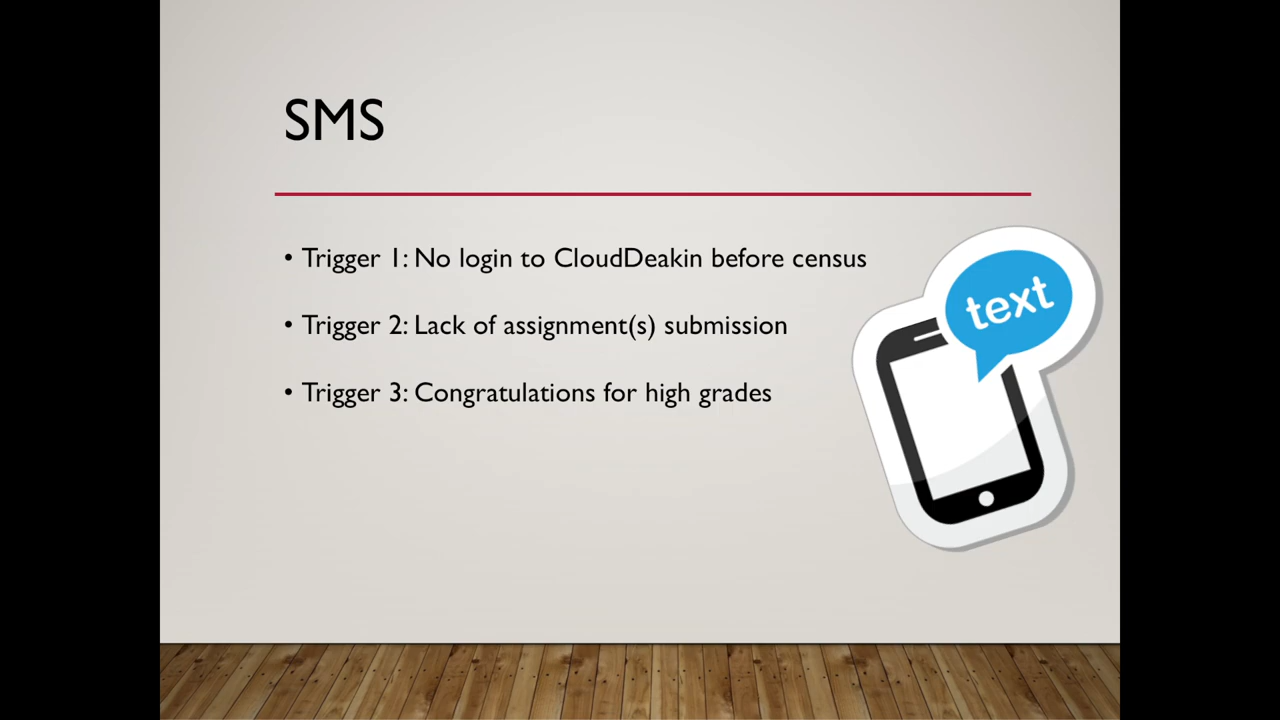 SMS
• Trigger 1: No login to CloudDeakin before census
• Trigger 2: Lack of assignment(s) submission
• Trigger 3: Congratulations for high grades
text